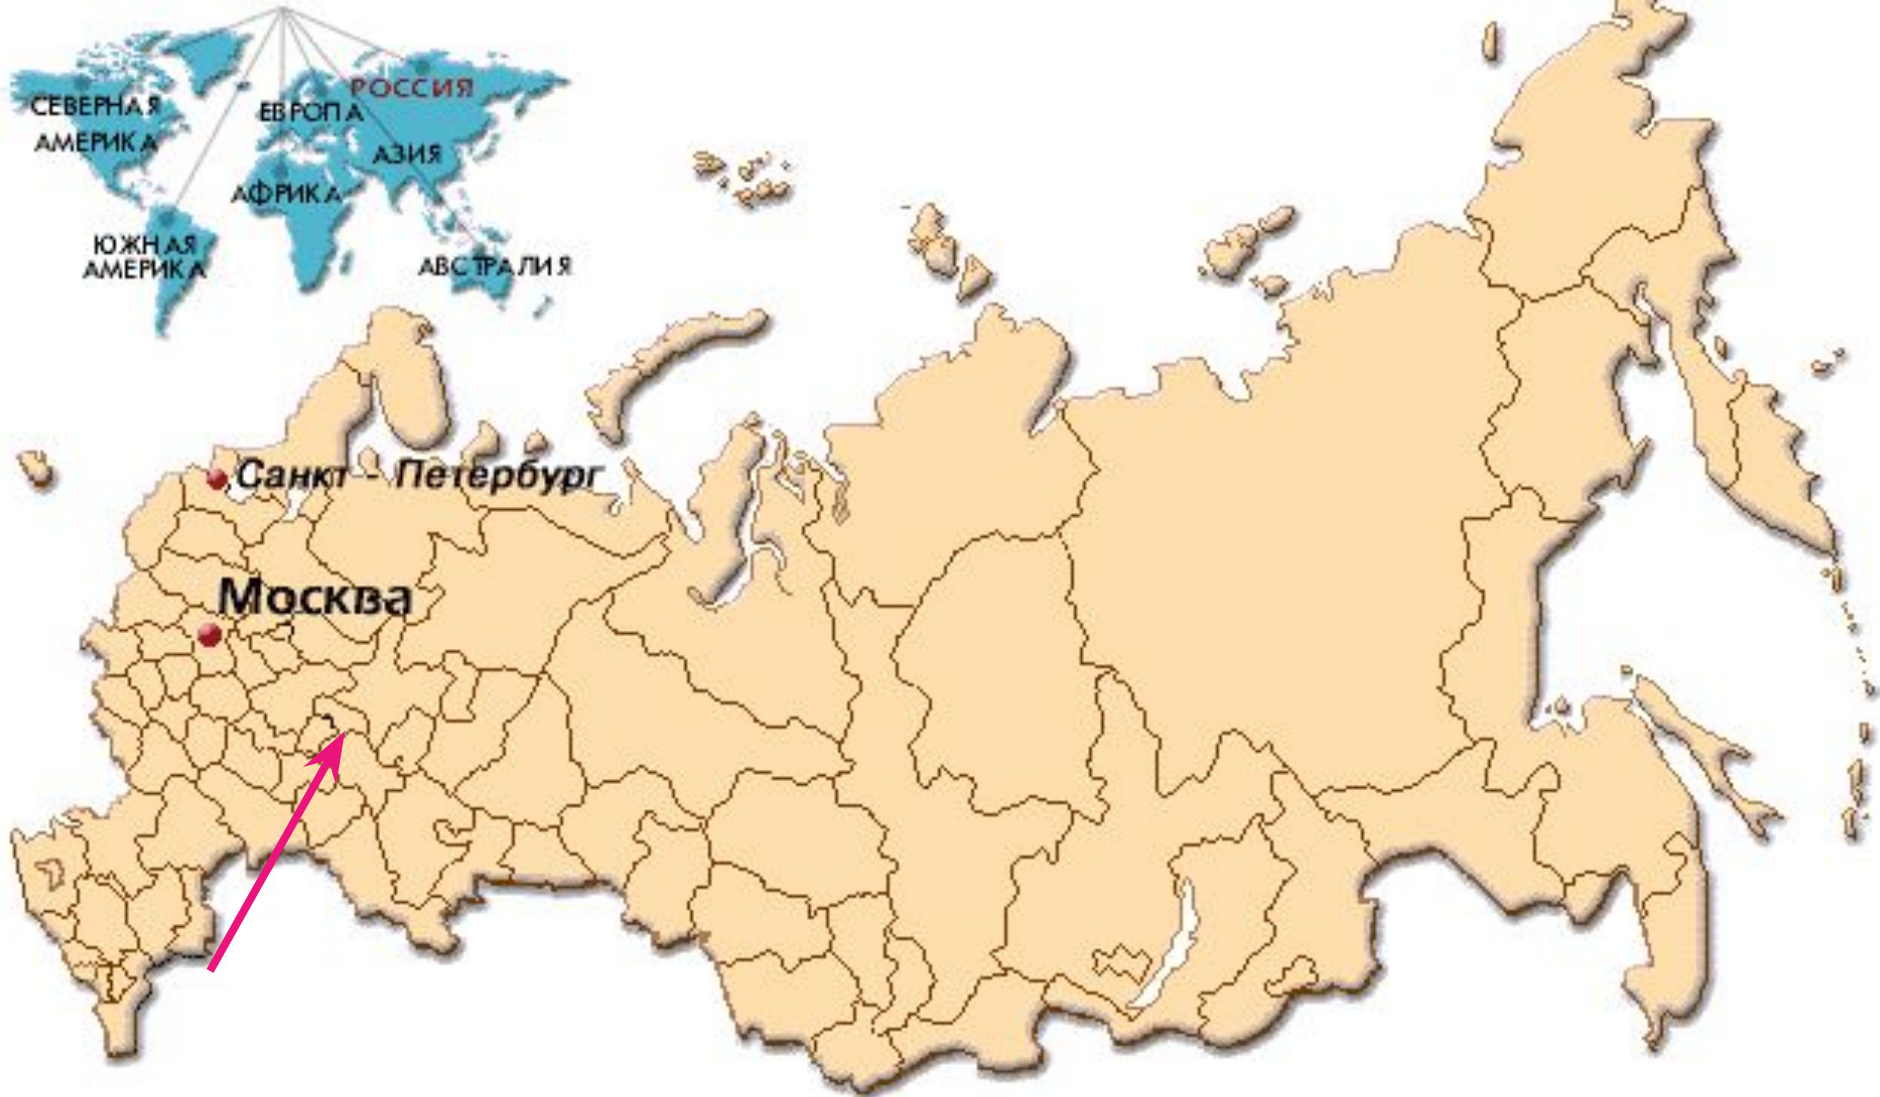 РОССИЯ
СЕВЕРНАЯ
АМЕРИКА
ЕВРОПА
АЗИЯ
АФРИКА
ЮЖНАЯ
АМЕРИКА
АВСТРАЛИЯ
Санкт - Петербург
Москва